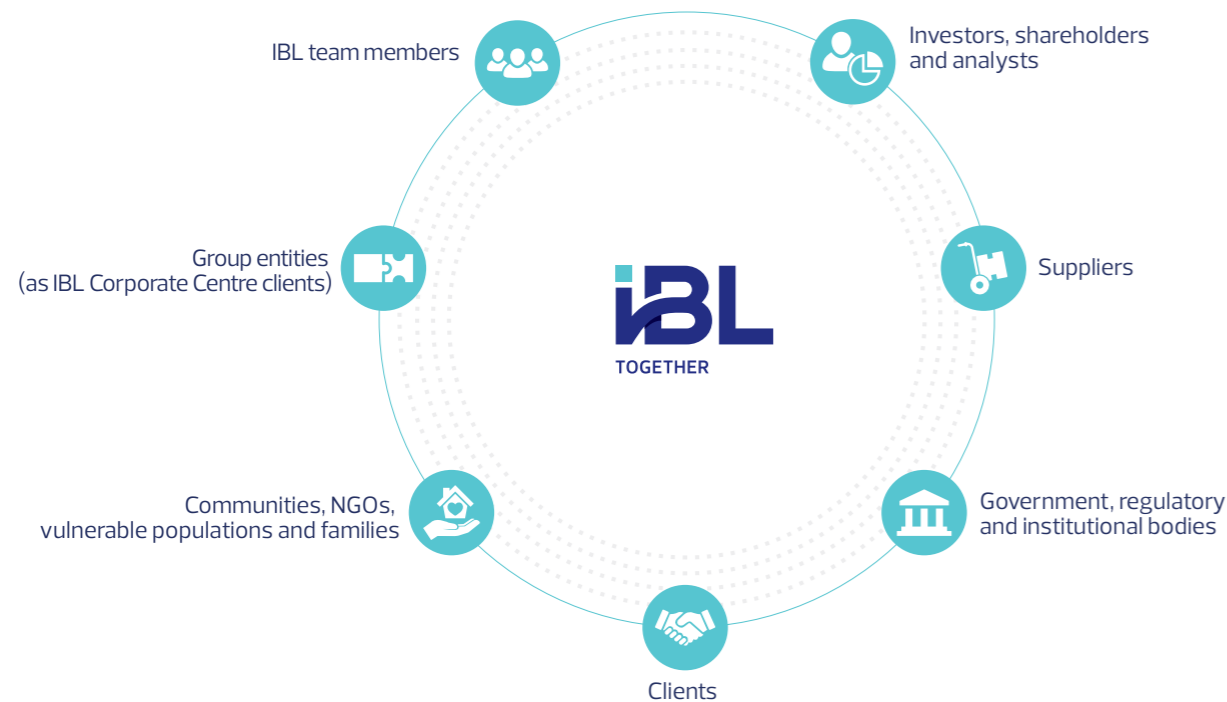 IBL team members
Investors, shareholders
and analysts
Group entities
(as IBL Corporate Centre clients)
Suppliers
iBL
TOGETHER
Communities, NGOs,
vulnerable populations and families
Government, regulatory
and institutional bodies
Clients